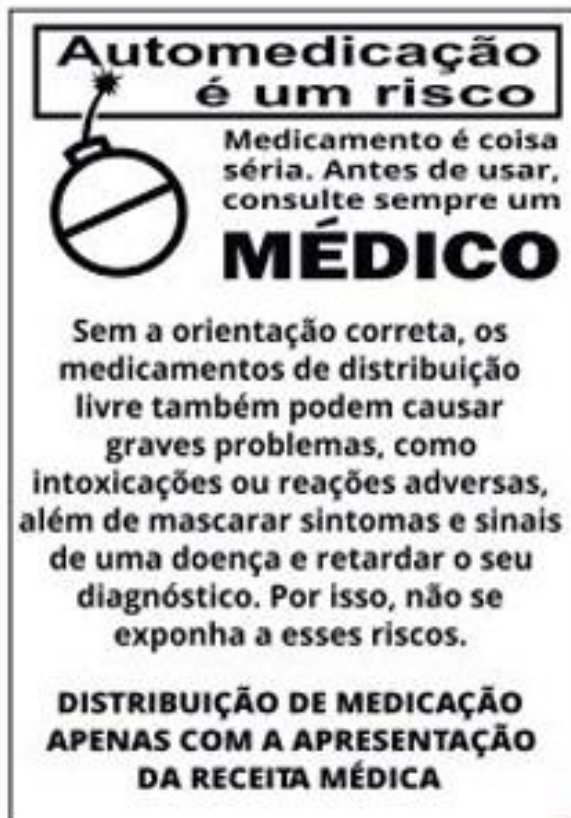 Automedicação
é um risco
Medicamento é coisa
séria. Antes de usar,
consulte sempre um
MÉDICO
Sem a orientação correta, os
medicamentos de distribuição
livre também podem causar
graves problemas, como
intoxicações ou reações adversas,
além de mascarar sintomas e sinais
de uma doença e retardar o seu
diagnóstico. Por isso, não se
exponha a esses riscos.
DISTRIBUIÇÃO DE MEDICAÇÃO
APENAS COM A APRESENTAÇÃO
DA RECEITA MÉDICA